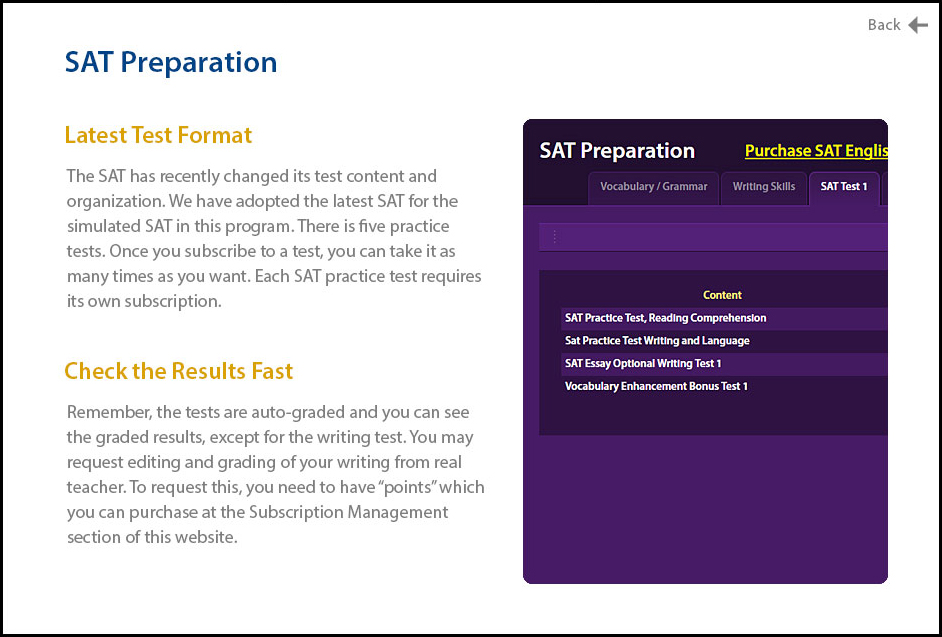 Back
SAT Preparation
Latest Test Format
The SAT has recently changed its test content and
organization. We have adopted the latest SAT for the
simulated SAT in this program. There is five practice
tests. Once you subscribe to a test, you can take it as
many times as you want. Each SAT practice test requires
its own subscription.
Check the Results Fast
Remember, the tests are auto-graded and you can see
the graded results, except for the writing test. You may
request editing and grading of your writing from real
teacher. To request this, you need to have “points” which
you can purchase at the Subscription Management
section of this website.
SAT Preparation
Purchase SAT Englis
Vocabulary / Grammar
Writing Skills
SAT Test 1
Content
SAT Practice Test, Reading Comprehension
Sat Practice Test Writing and Language
SAT Essay Optional Writing Test 1
Vocabulary Enhancement Bonus Test 1